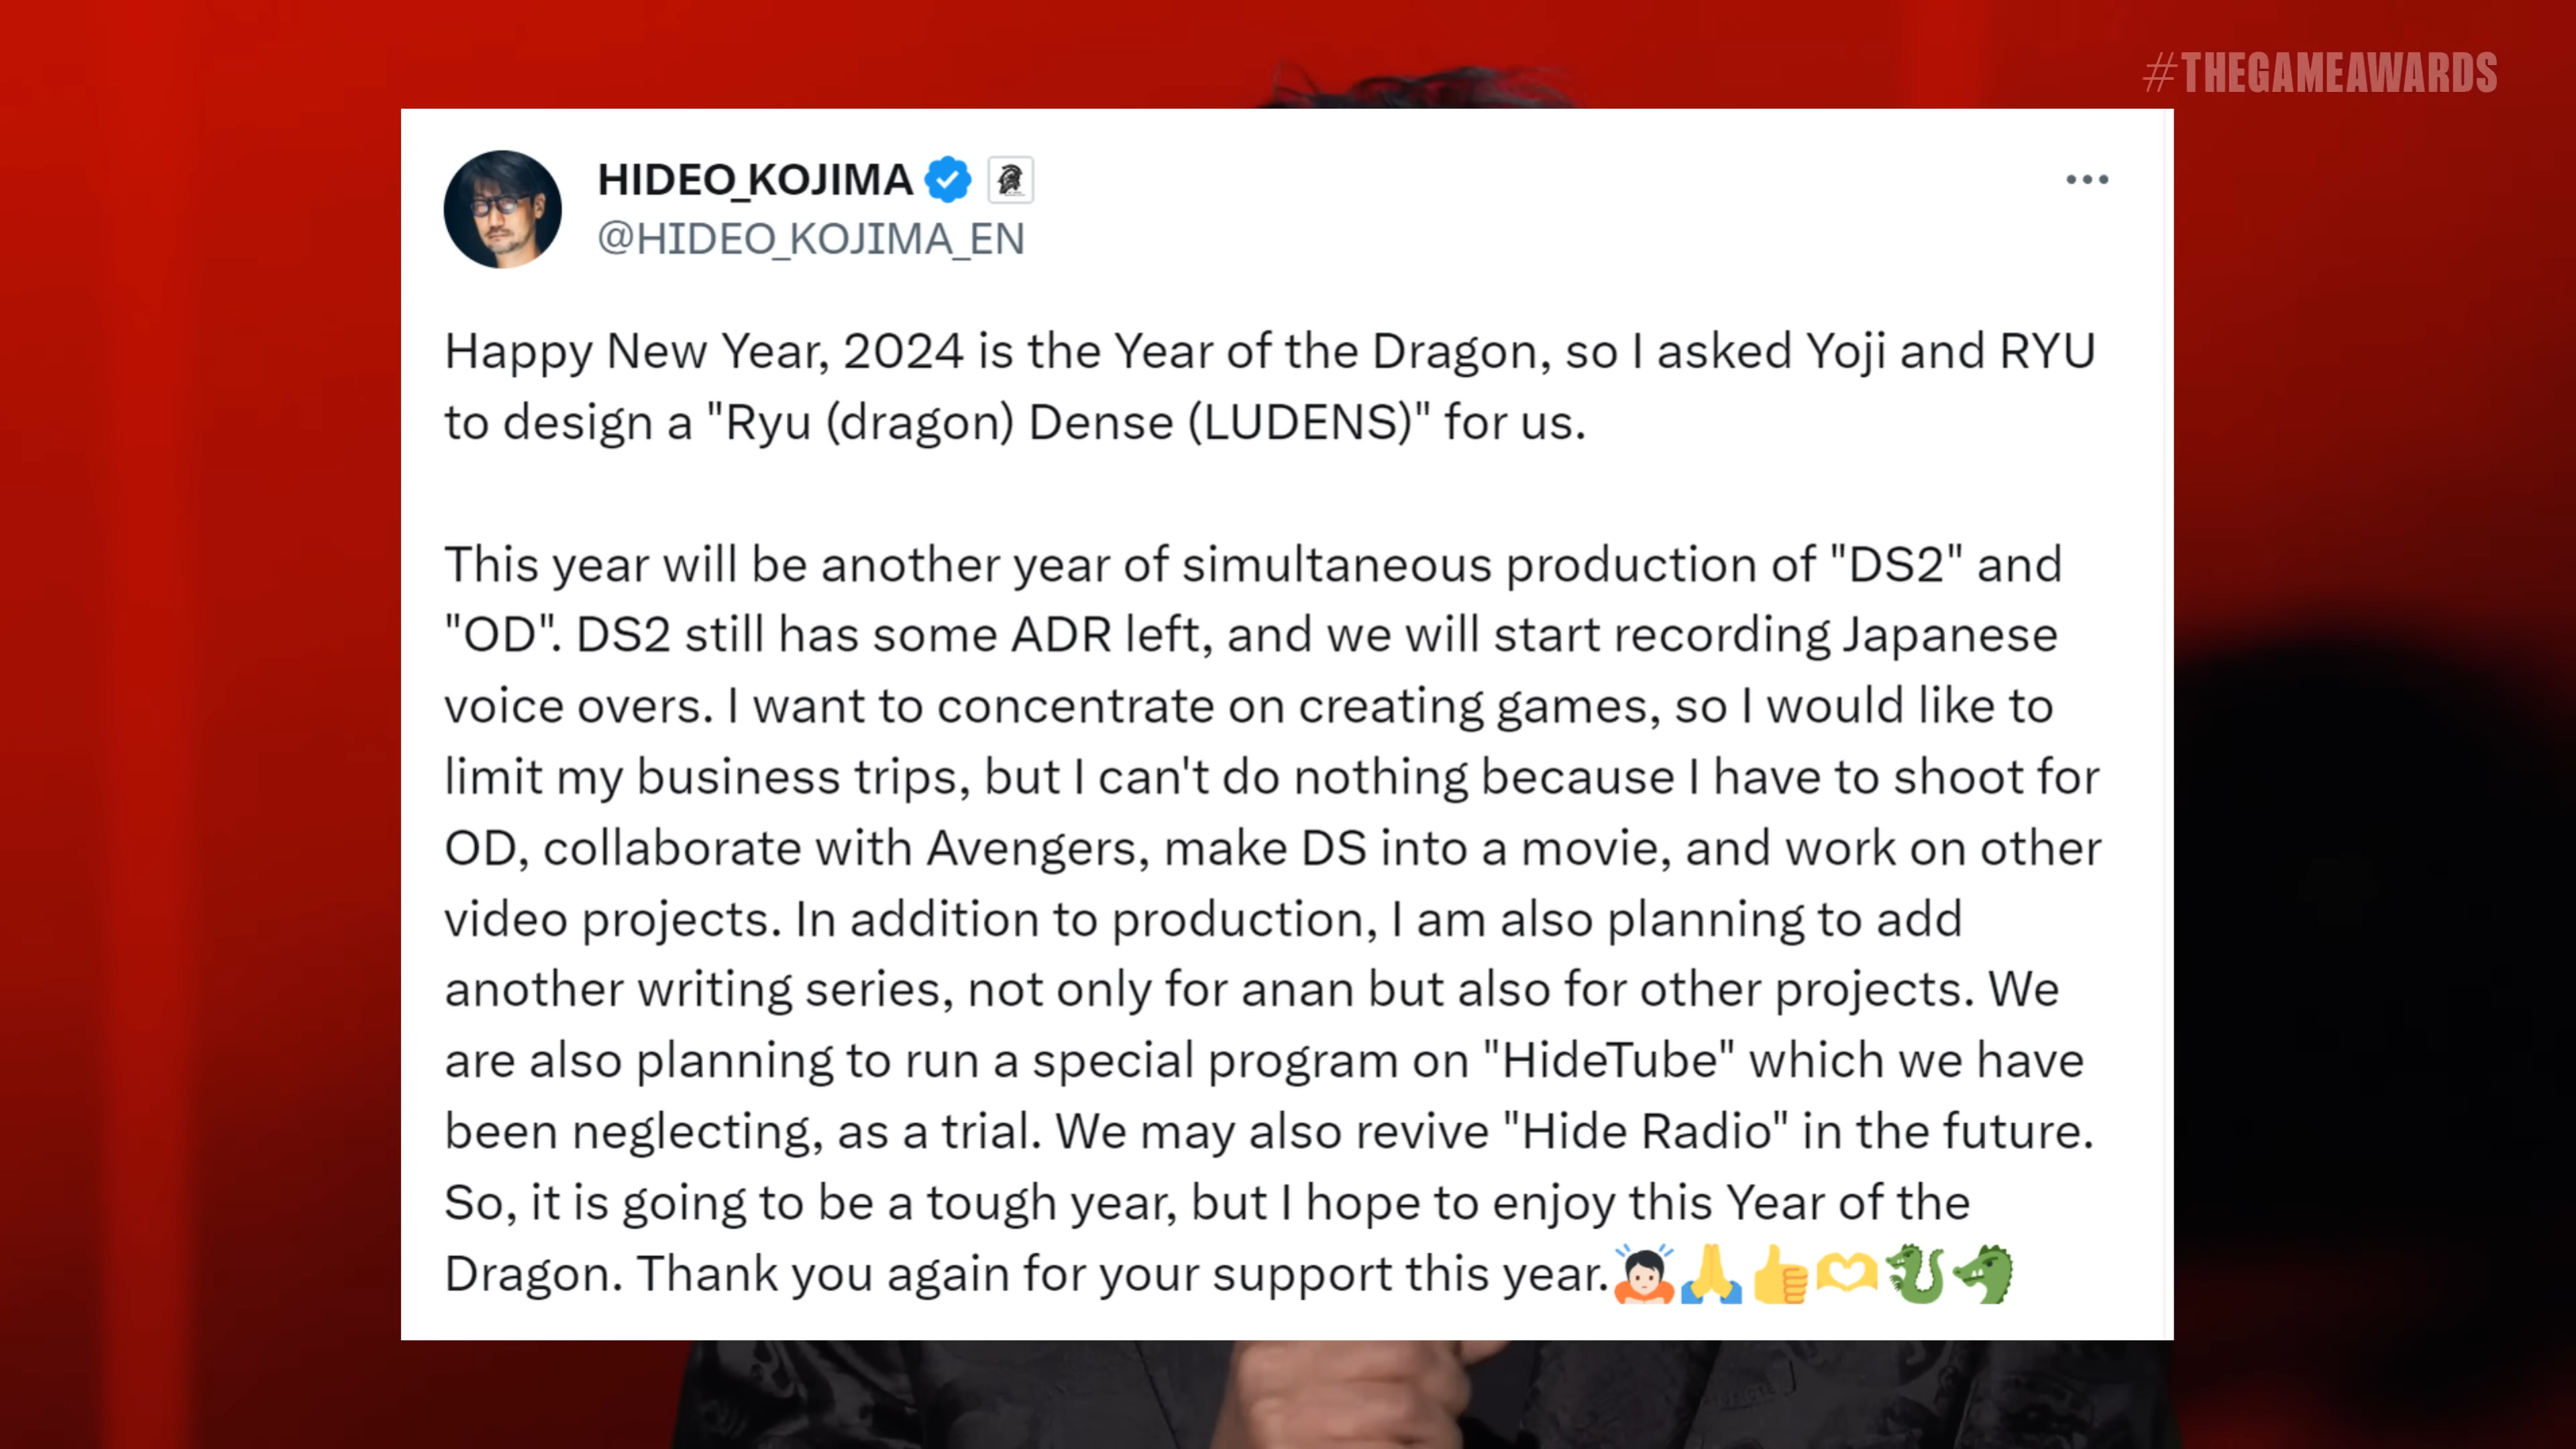 #THEGAMEAWARDS
HIDEO_KOJIMA
@HIDEO_KOJIMA_EN
Happy New Year, 2024 is the Year of the Dragon, so I asked Yoji and RYU
to design a "Ryu (dragon) Dense (LUDENS)" for us.
This year will be another year of simultaneous production of "DS2" and
"OD". DS2 still has some ADR left, and we will start recording Japanese
voice overs. I want to concentrate on creating games, so I would like to
limit my business trips, but I can't do nothing because I have to shoot for
OD, collaborate with Avengers, make DS into a movie, and work on other
video projects. In addition to production, I am also planning to add
another writing series, not only for anan but also for other projects. We
are also planning to run a special program on "HideTube" which we have
been neglecting, as a trial. We may also revive "Hide Radio" in the future.
So, it is going to be a tough year, but I hope to enjoy this Year of the
Dragon. Thank you again for your support this year.🙇🏻🙏👍🫶🐉🐲